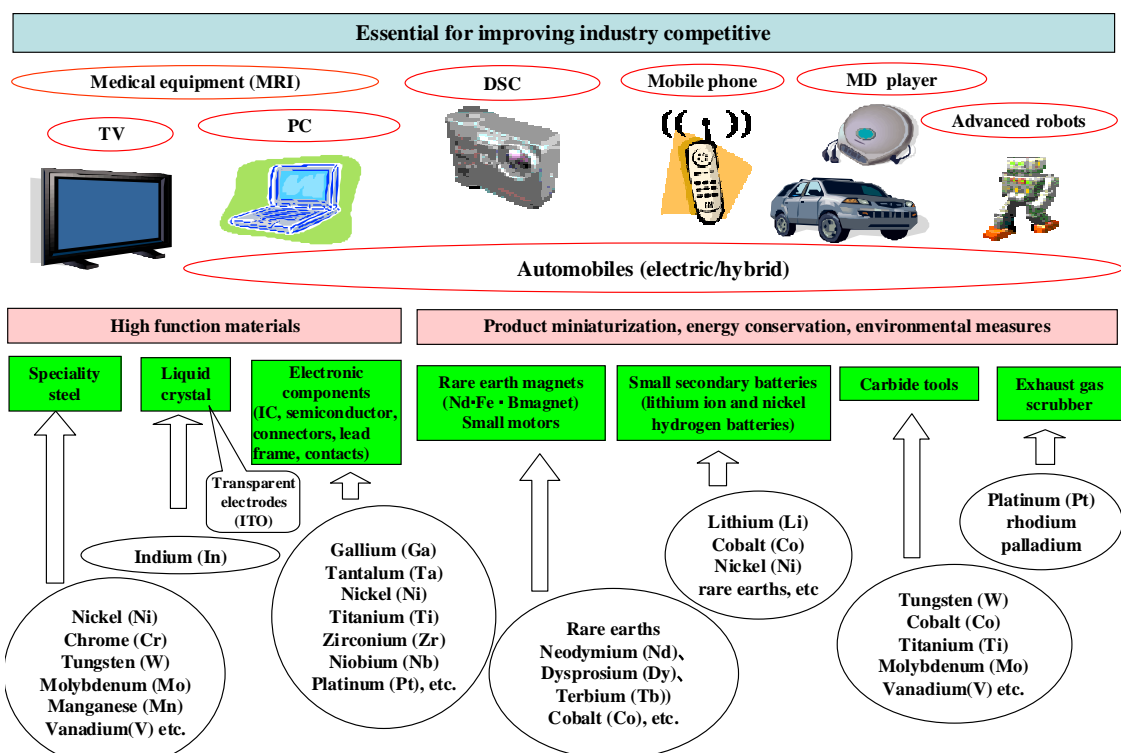 Essential for improving industry competitive
Medical equipment (MRI)
DSC
Mobile phone
MD player
TV
PC
Advanced robots
Automobiles (electric/hybrid)
High function materials
Product miniaturization, energy conservation, environmental measures
Speciality
steel
Liquid
crystal
Electronic
components
(IC, semiconductor,
connectors, lead
frame, contacts)
Rare earth magnets
(Nd•Fe・Bmagnet)
Small motors
Small secondary batteries
(lithium ion and nickel
hydrogen batteries)
Carbide tools
Exhaust gas
scrubber
Transparent
electrodes
(ITO)
Indium (In)
Nickel (Ni)
Chrome (Cr)
Tungsten (W)
Molybdenum (Mo)
Manganese (Mn)
Vanadium(V) etc.
Gallium (Ga)
Tantalum (Ta)
Nickel (Ni)
Titanium (Ti)
Zirconium (Zr)
Niobium (Nb)
Platinum (Pt), etc.
Rare earths
Neodymium (Nd)、
Dysprosium (Dy)、
Terbium (Tb))
Cobalt (Co), etc.
Lithium (Li)
Cobalt (Co)
Nickel (Ni)
rare earths, etc
Tungsten (W)
Cobalt (Co)
Titanium (Ti)
Molybdenum (Mo)
Vanadium(V) etc.
Platinum (Pt)
rhodium
palladium